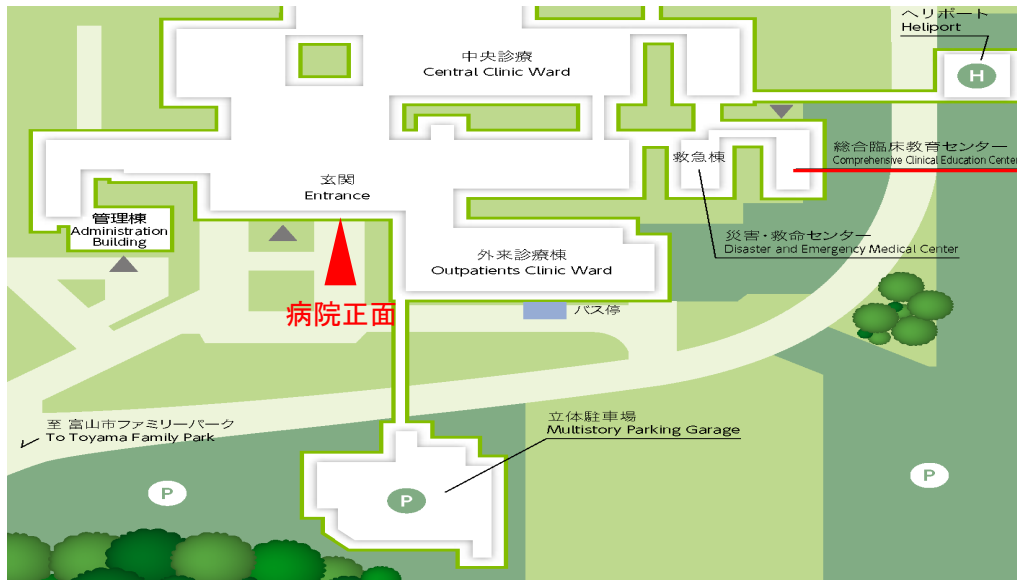 ヘリポート
Heliport
H
中央診療
Central Clinic Ward
総合臨床教育センター
Comprehensive Clinical Education Center
救急棟
玄関
Entrance
管理棟
Administration
Building
災害・救命センター
Disaster and Emergency Medical Center
外来診療棟
Outpatients Clinic Ward
病院正面
バス停
至 富山市ファミリーパーク
To Toyama Family Park
立体駐車場
Multistory Parking Garage
P
P
P